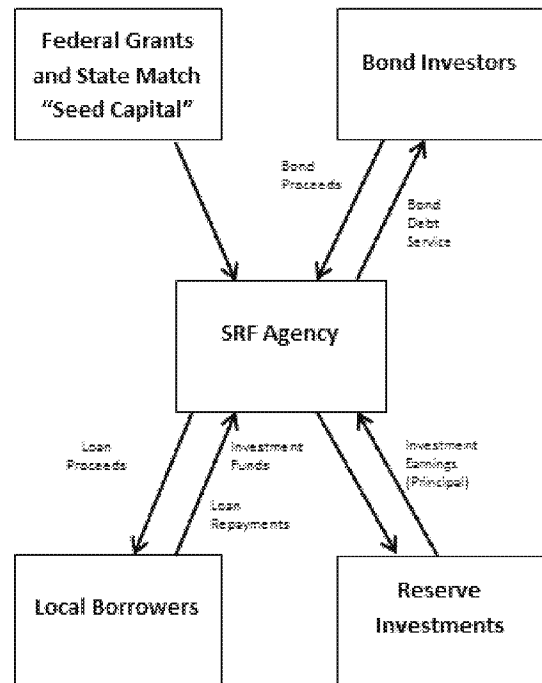 Federal Grants
and State Match
“Seed Capital”
Bond Investors
Bond
Proceeds
Bond
Debt
Service
SRF Agency
Loan
Proceeds
Investment
Funds
Loan
Repayments
Investment
Earnings
(Principal)
Local Borrowers
Reserve
Investments